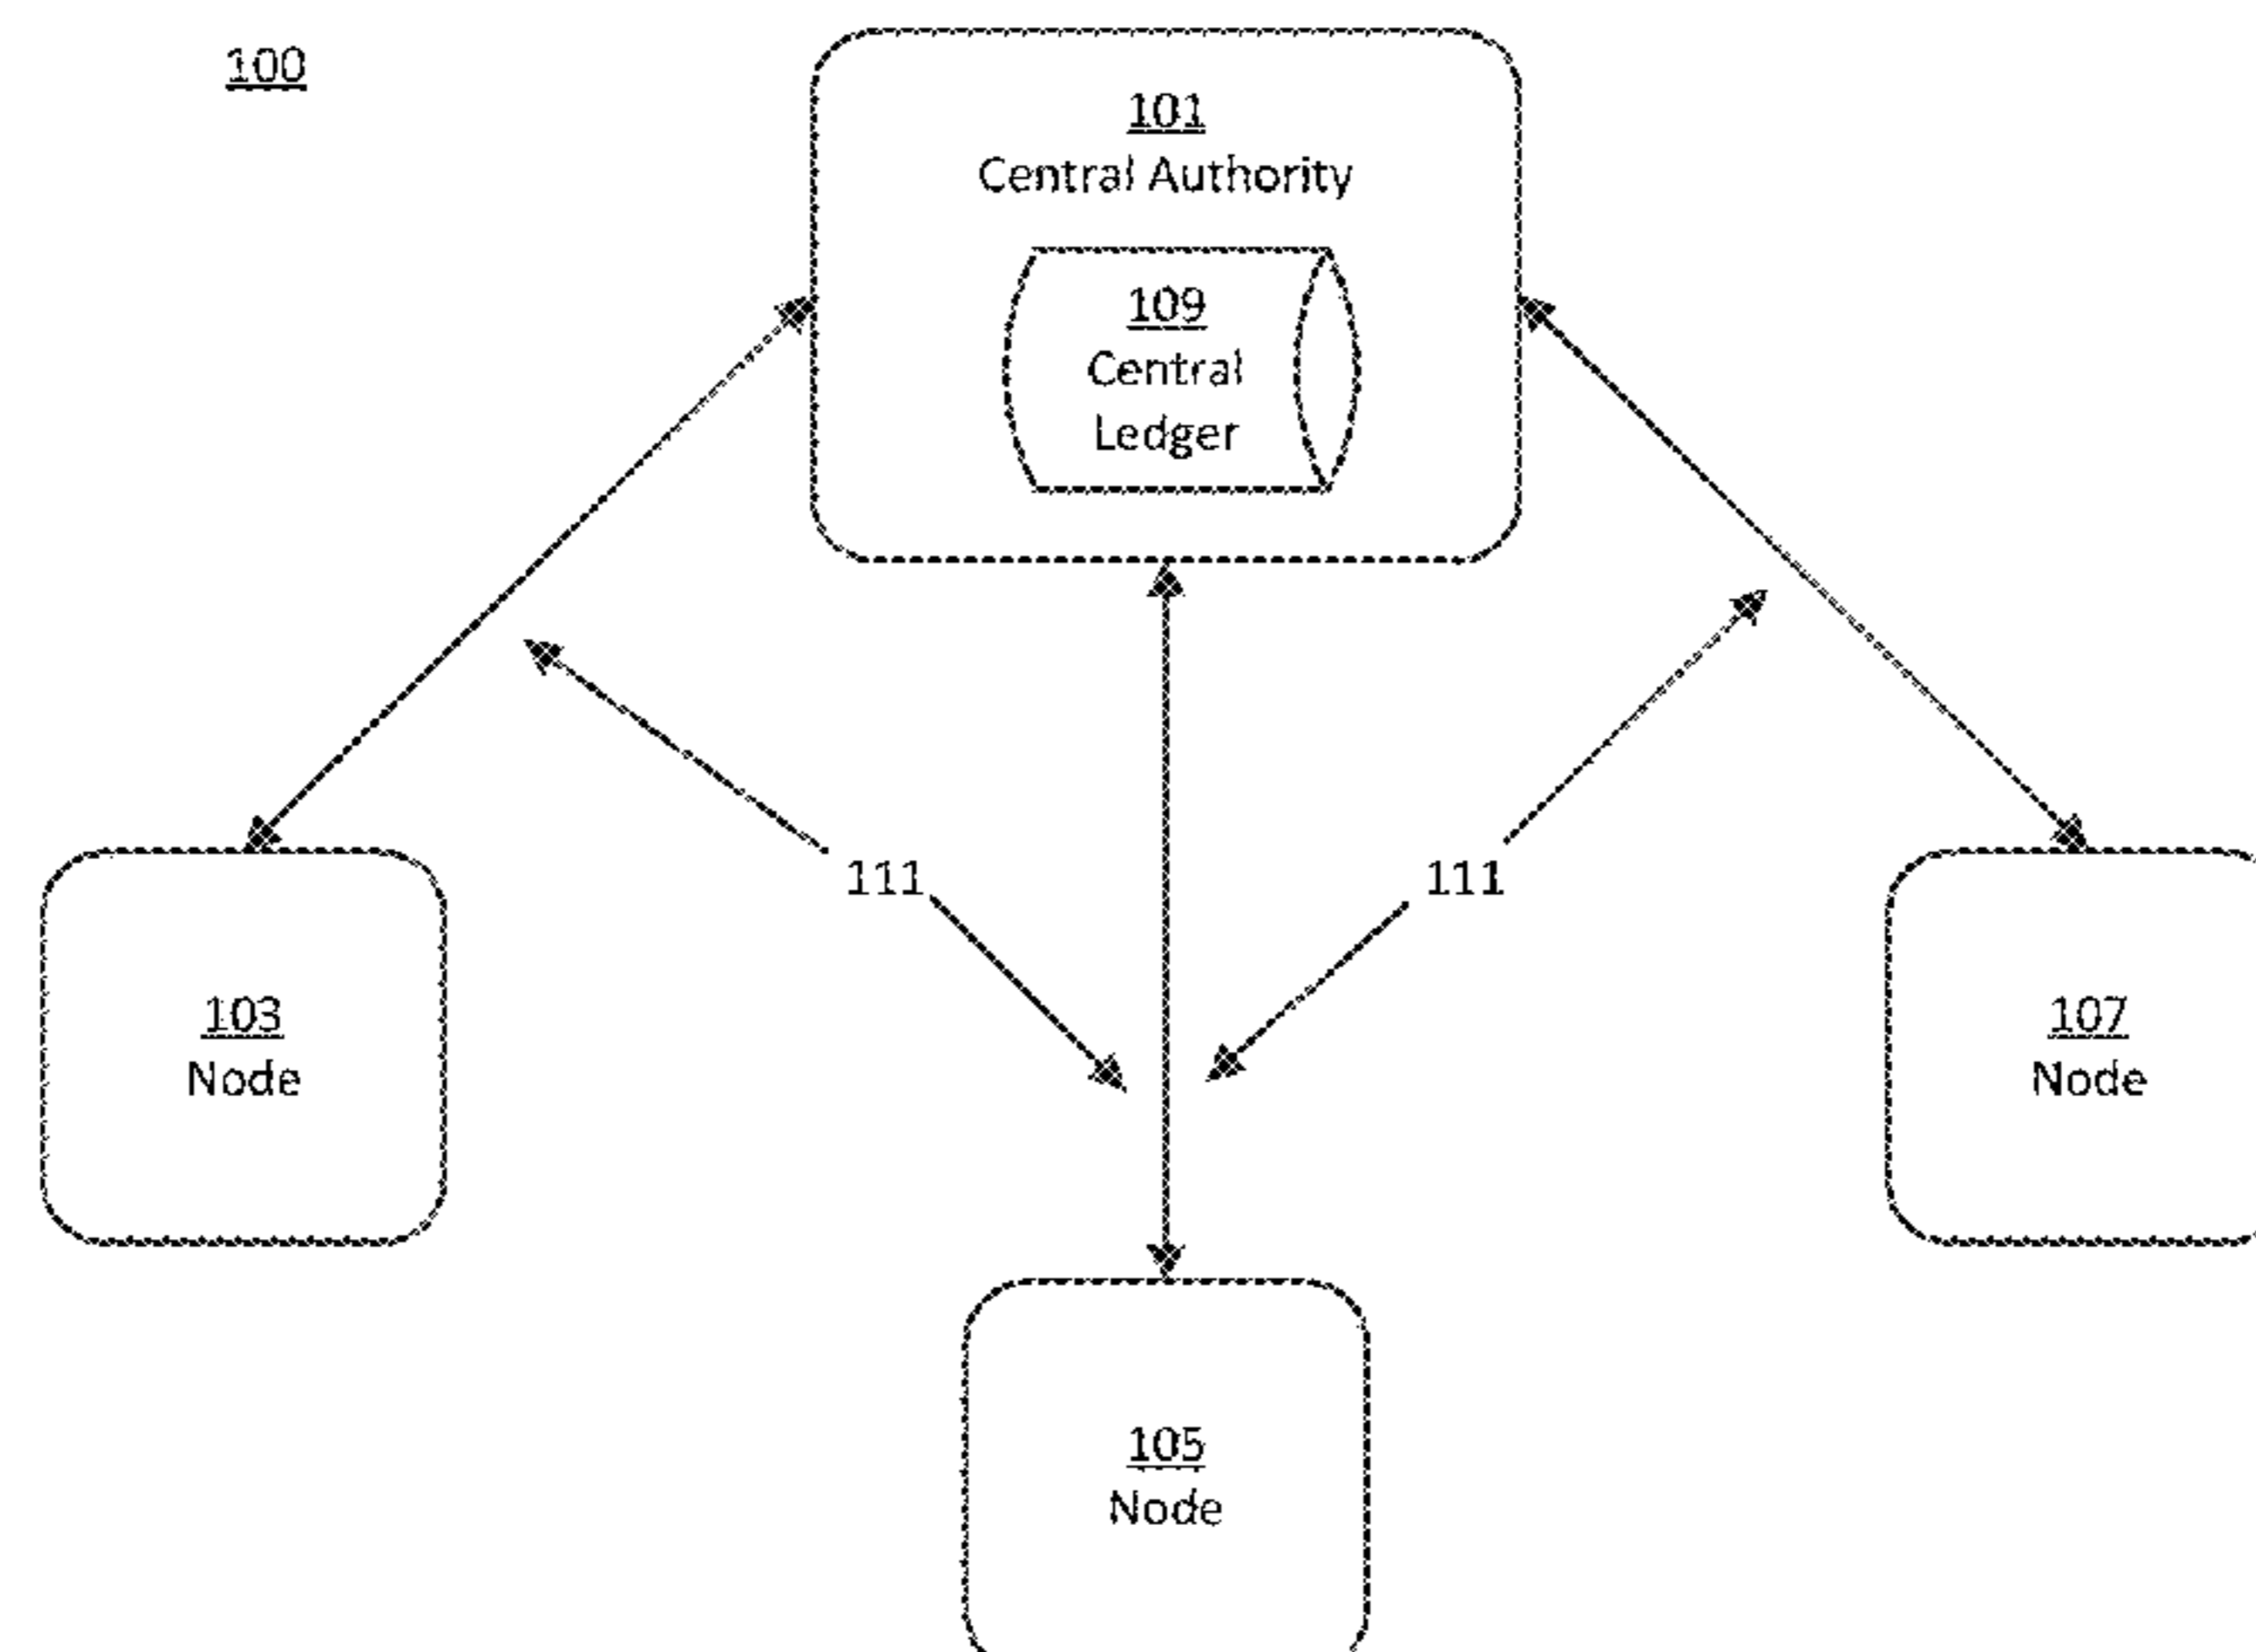 100
101
Central Authority
109
Central
Ledger
111
111
103
Node
107
Node
105
Node